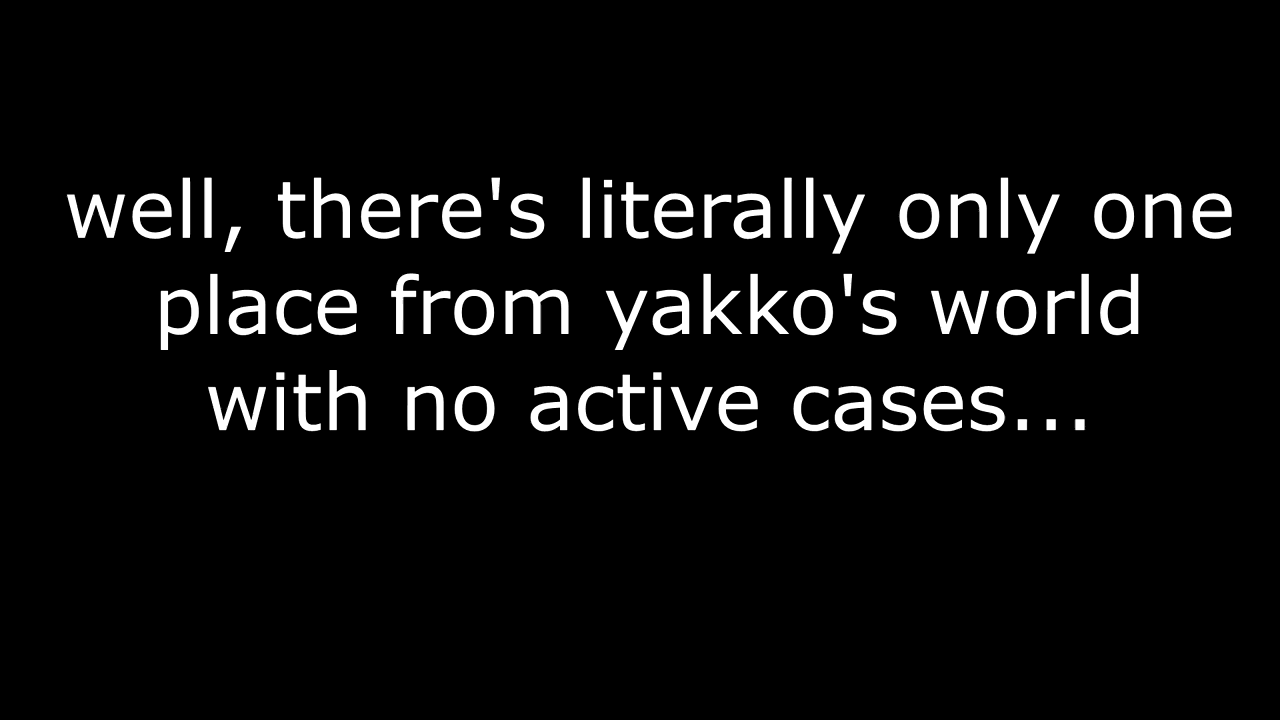 well, there's literally only one
place from yakko's world
with no active cases...